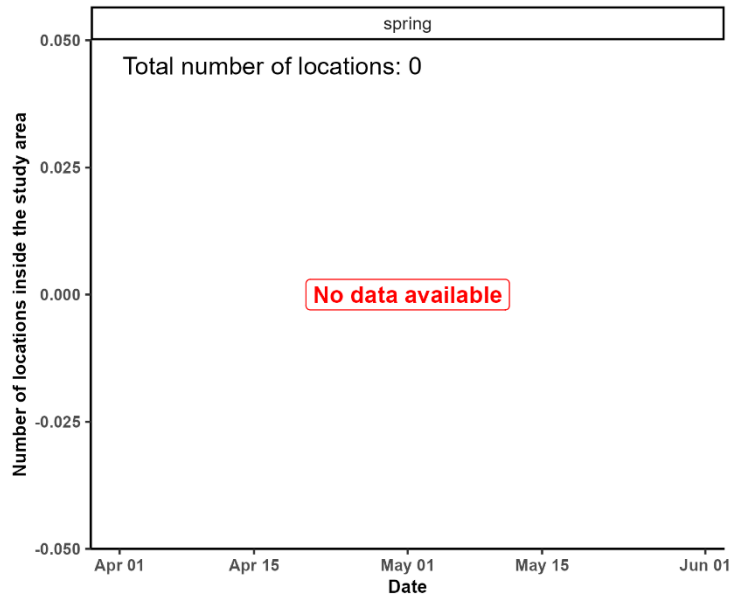 spring
Total number of locations: 0
Number of locations inside the study area
0.050
0.025
0.000
-0.025
-0.050
No data available
Apr 01
Apr 15
May 01
May 15
Jun 01
Date